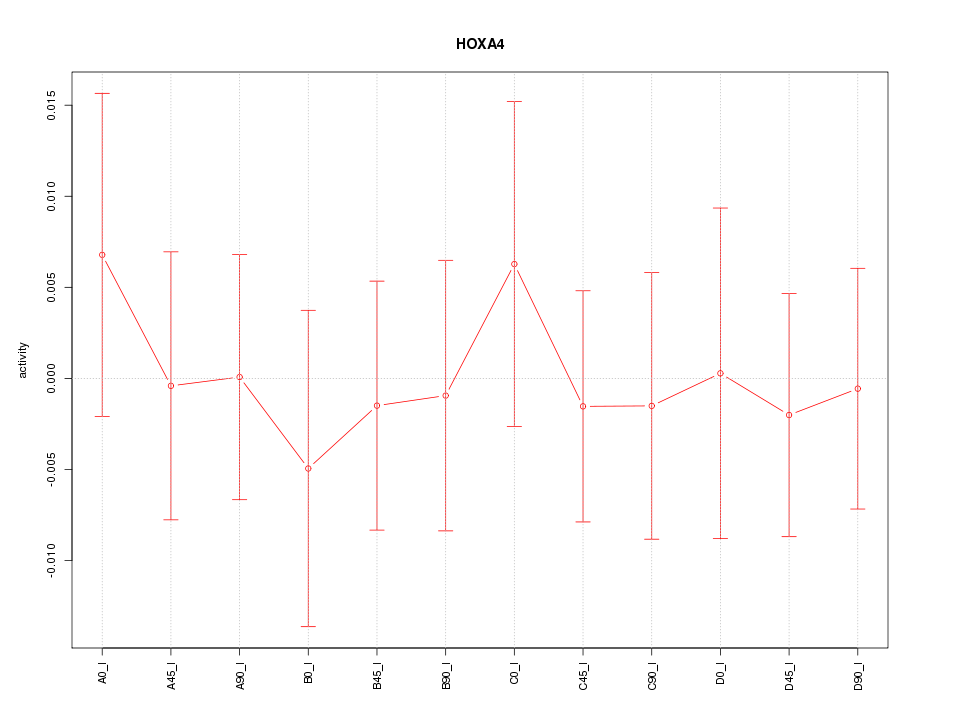 HOXA4
activity
0.015
0.010
0.005
0.000
-0.005
-0.010
A0_I
A45_I
A90_I
B0_I
B45_I
B90_I
C0_I
C45_I
C90_I
D0_I
D45_I
D90_I